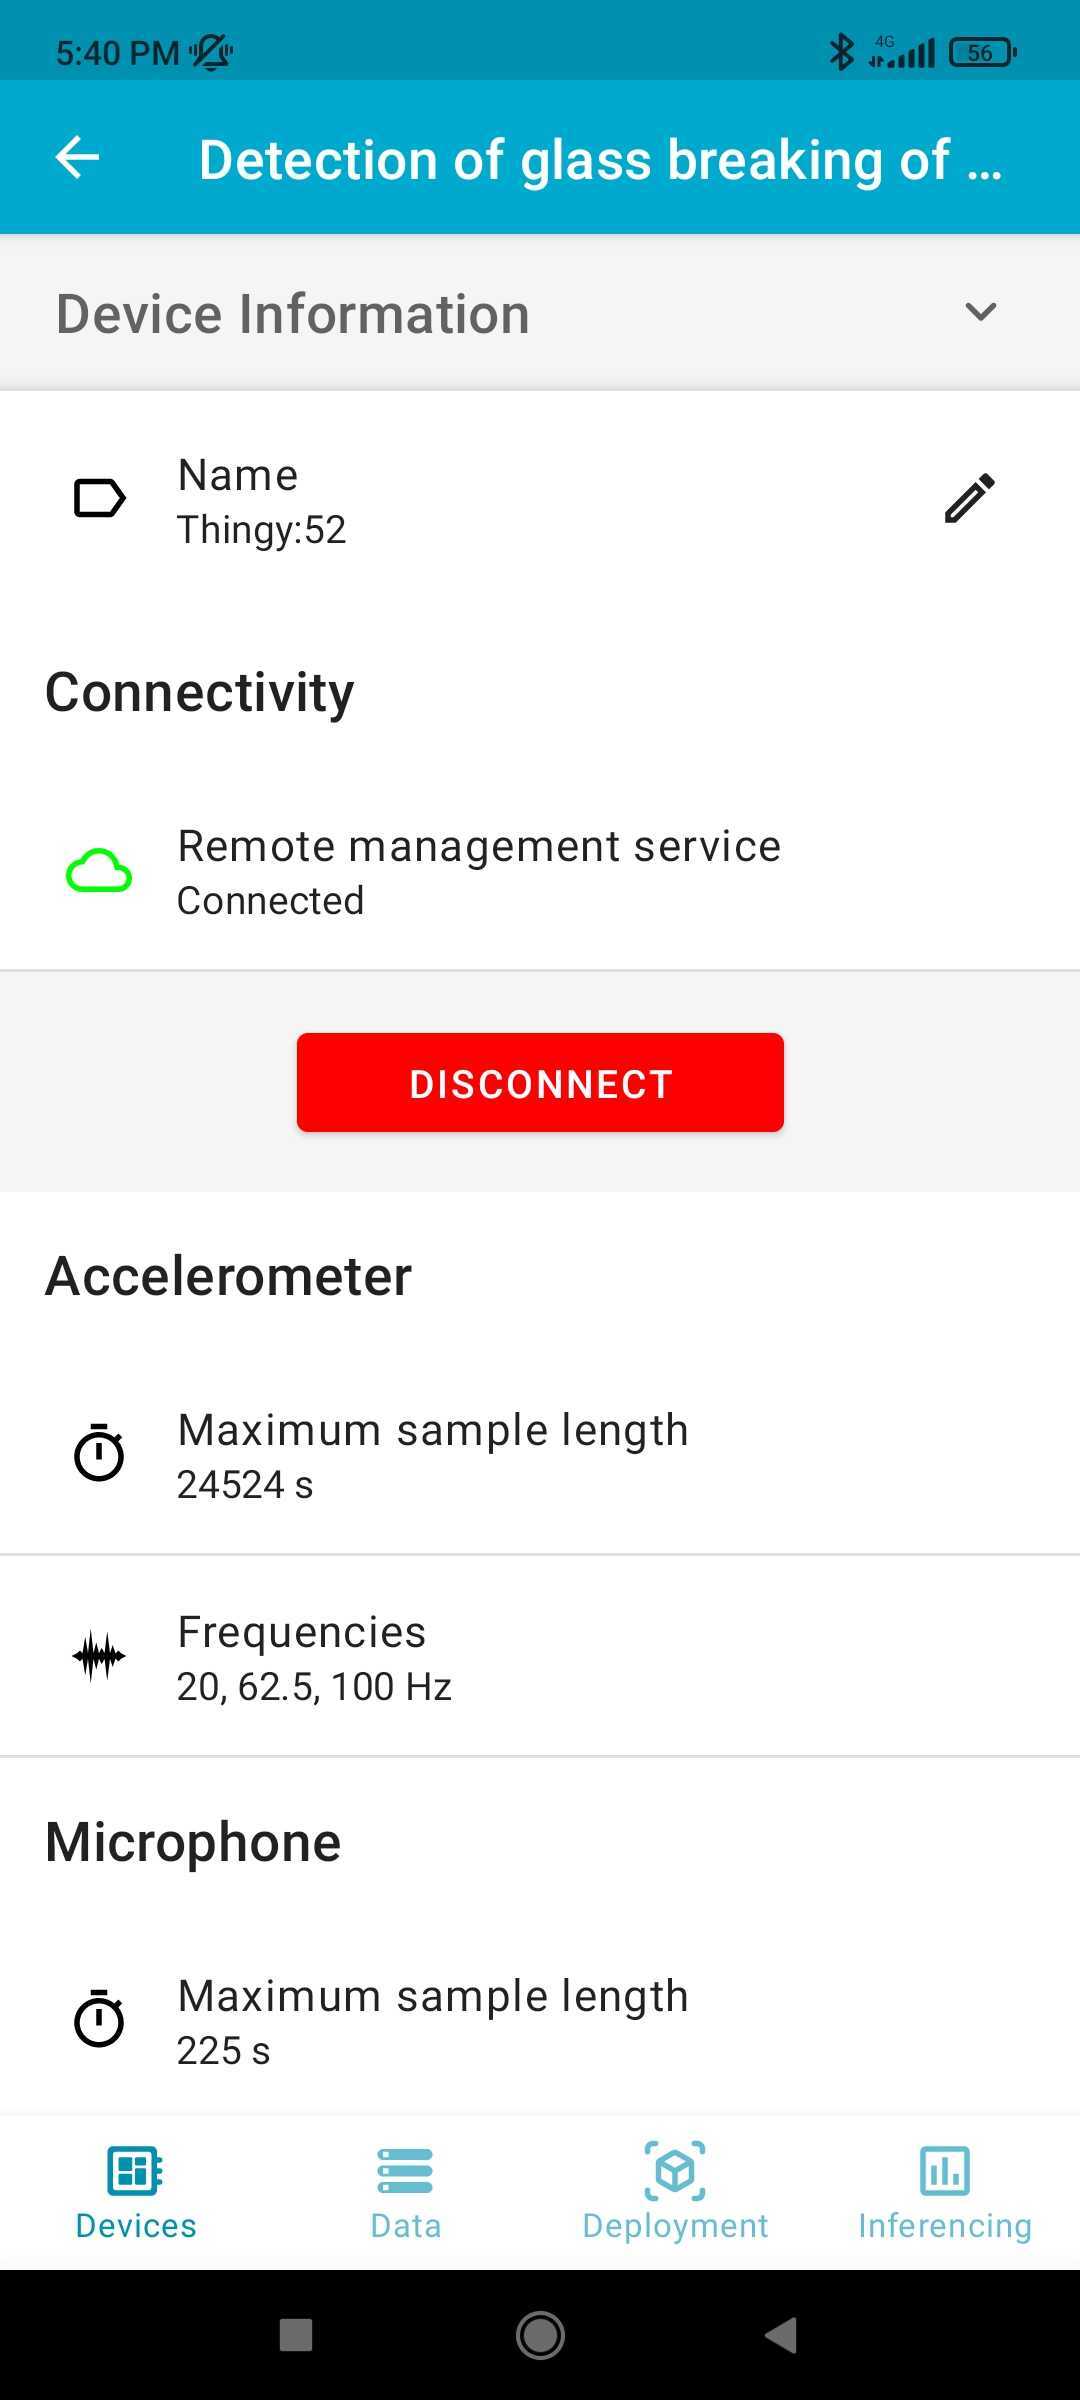 5:40 PM 4G 56
Detection of glass breaking of ...
Device Information
Name
Thingy:52
Connectivity
Remote management service
Connected
DISCONNECT
Accelerometer
Maximum sample length
24524 s
Frequencies
20, 62.5, 100 Hz
Microphone
Maximum sample length
225 s
Devices Data Deployment Inferencing